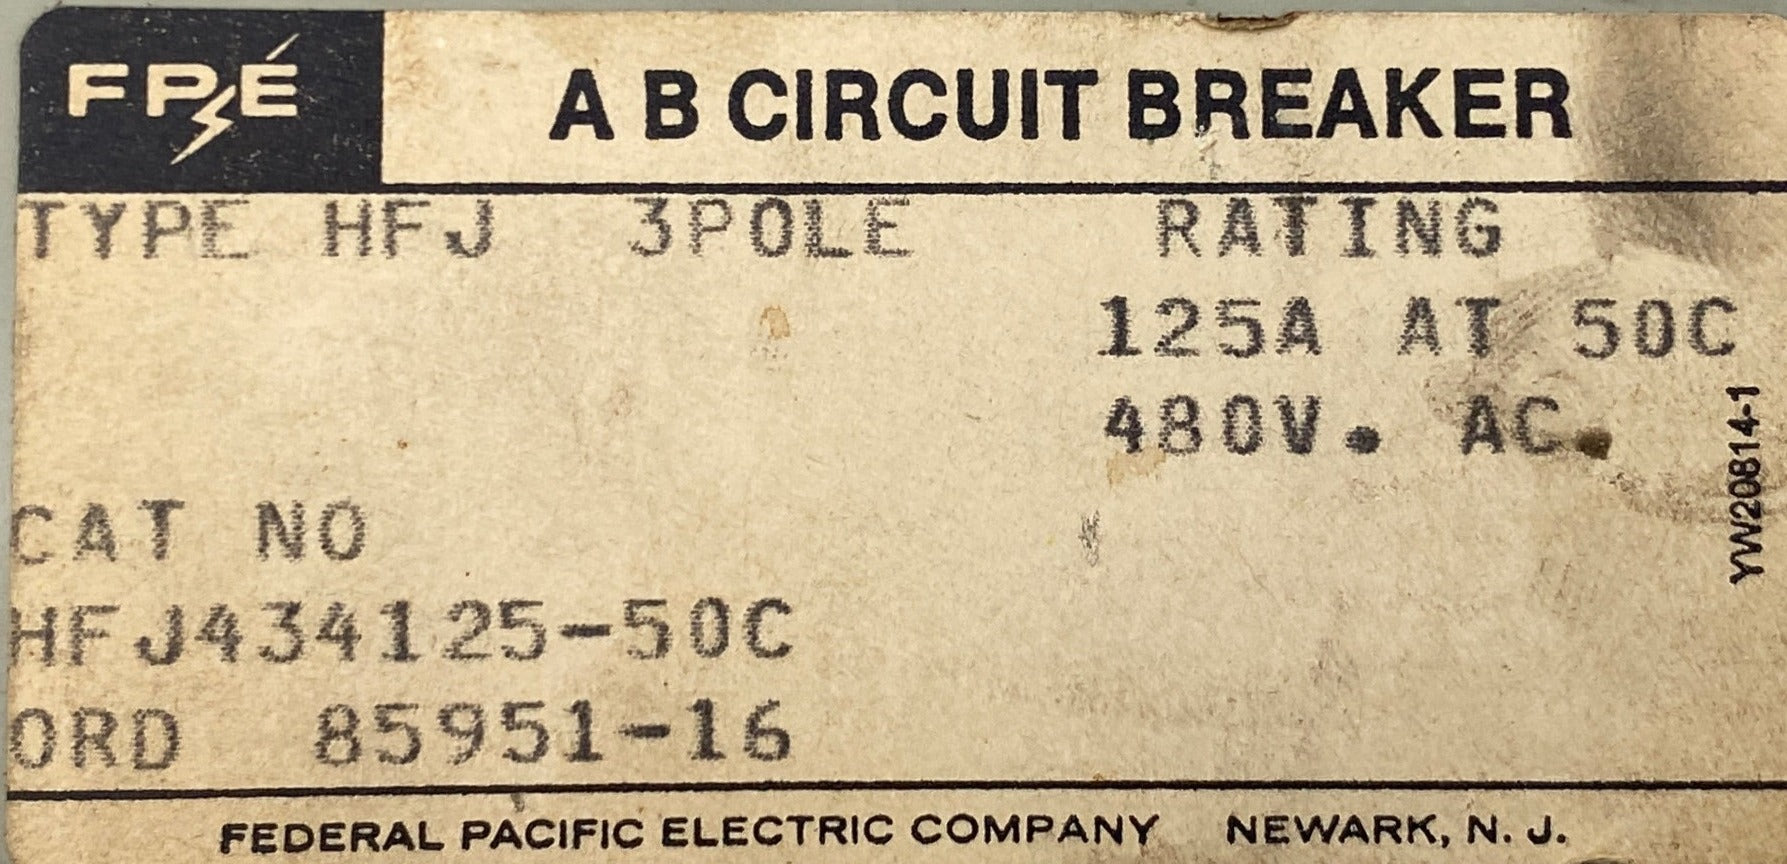 FPÉ
A B CIRCUIT BREAKER
TYPE HFJ 3POLE RATING
125A AT 50C
480V. AC.
YW20814-1
CAT NO
HFJ434125-50C
ORD 85951-16
FEDERAL PACIFIC ELECTRIC COMPANY NEWARK, N. J.